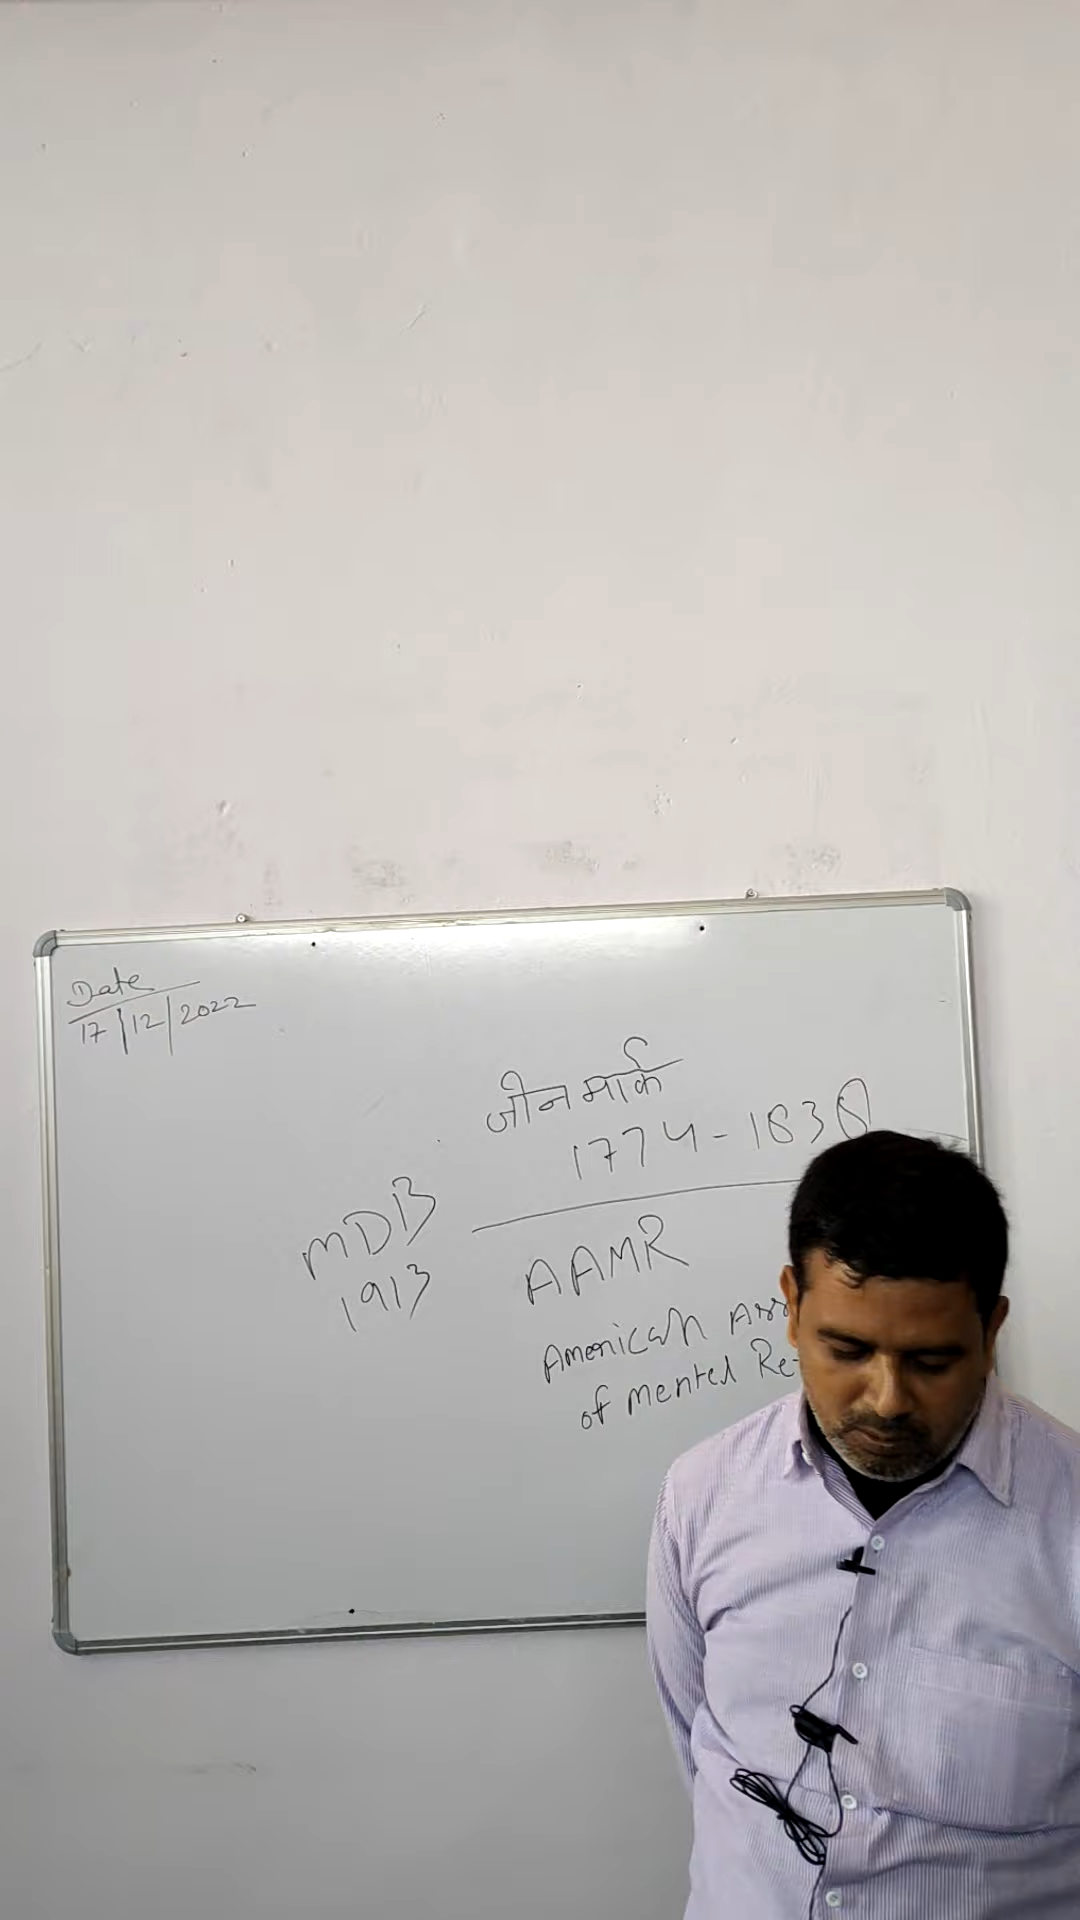 Date
17/12/2022
जीन मार्क
1774 - 1838
MDB
1913
AAMR
American Ass
of mental Re-